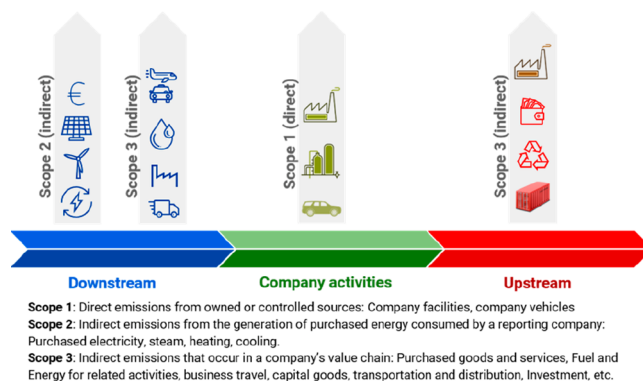 Scope 2 (indirect)
Scope 3 (indirect)
Scope 1 (direct)
Scope 3 (indirect)
€
Downstream
Company activities
Upstream
Scope 1: Direct emissions from owned or controlled sources: Company facilities, company vehicles
Scope 2: Indirect emissions from the generation of purchased energy consumed by a reporting company:
Purchased electricity, steam, heating, cooling.
Scope 3: Indirect emissions that occur in a company's value chain: Purchased goods and services, Fuel and
Energy for related activities, business travel, capital goods, transportation and distribution, Investment, etc.